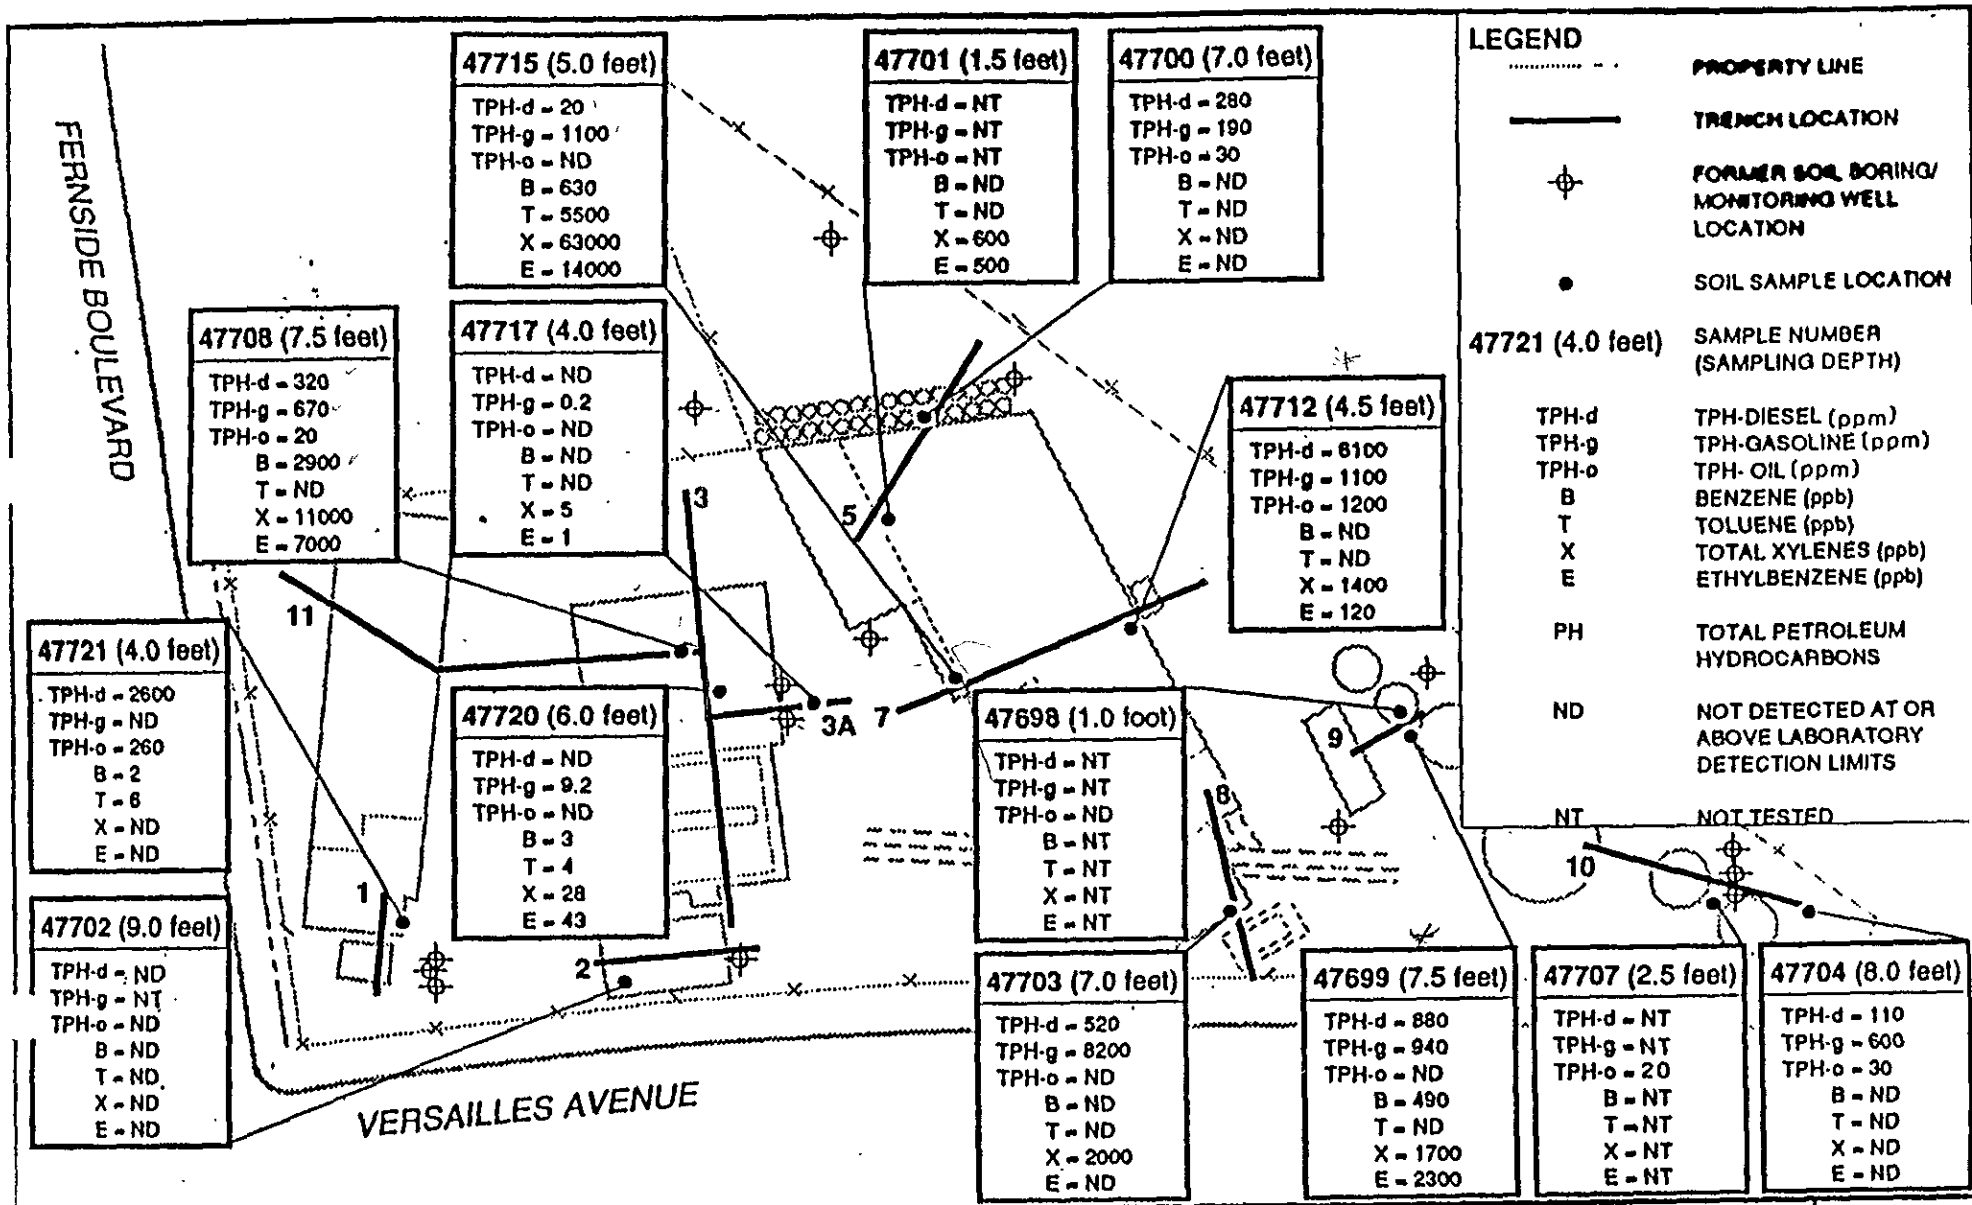 FERNSIDE BOULEVARD
47715 (5.0 feet)
TPH-d = 20
TPH-g = 1100
TPH-o = ND
B = 630
T = 5500
X = 63000
E = 14000
47701 (1.5 feet)
TPH-d = NT
TPH-g = NT
TPH-o = NT
B = ND
T = ND
X = 600
E = 500
47700 (7.0 feet)
TPH-d = 280
TPH-g = 190
TPH-o = 30
B = ND
T = ND
X = ND
E = ND
47708 (7.5 feet)
TPH-d = 320
TPH-g = 670
TPH-o = 20
B = 2900
T = ND
X = 11000
E = 7000
47717 (4.0 feet)
TPH-d = ND
TPH-g = 0.2
TPH-o = ND
B = ND
T = ND
X = 5
E = 1
47712 (4.5 feet)
TPH-d = 6100
TPH-g = 1100
TPH-o = 1200
B = ND
T = ND
X = 1400
E = 120
3
5
11
3A
7
9
8
10
1
2
47721 (4.0 feet)
TPH-d = 2600
TPH-g = ND
TPH-o = 260
B = 2
T = 6
X = ND
E = ND
47720 (6.0 feet)
TPH-d = ND
TPH-g = 9.2
TPH-o = ND
B = 3
T = 4
X = 28
E = 43
47698 (1.0 foot)
TPH-d = NT
TPH-g = NT
TPH-o = ND
B = NT
T = NT
X = NT
E = NT
47702 (9.0 feet)
TPH-d = ND
TPH-g = NT
TPH-o = ND
B = ND
T = ND
X = ND
E = ND
47703 (7.0 feet)
TPH-d = 520
TPH-g = 8200
TPH-o = ND
B = ND
T = ND
X = 2000
E = ND
47699 (7.5 feet)
TPH-d = 880
TPH-g = 940
TPH-o = ND
B = 490
T = ND
X = 1700
E = 2300
47707 (2.5 feet)
TPH-d = NT
TPH-g = NT
TPH-o = 20
B = NT
T = NT
X = NT
E = NT
47704 (8.0 feet)
TPH-d = 110
TPH-g = 600
TPH-o = 30
B = ND
T = ND
X = ND
E = ND
VERSAILLES AVENUE
LEGEND
PROPERTY LINE
TRENCH LOCATION
FORMER SOIL BORING/
MONITORING WELL
LOCATION
SOIL SAMPLE LOCATION
47721 (4.0 feet) SAMPLE NUMBER
(SAMPLING DEPTH)
TPH-d TPH-DIESEL (ppm)
TPH-g TPH-GASOLINE (ppm)
TPH-o TPH- OIL (ppm)
B BENZENE (ppb)
T TOLUENE (ppb)
X TOTAL XYLENES (ppb)
E ETHYLBENZENE (ppb)
PH TOTAL PETROLEUM
HYDROCARBONS
ND NOT DETECTED AT OR
ABOVE LABORATORY
DETECTION LIMITS
NT NOT TESTED